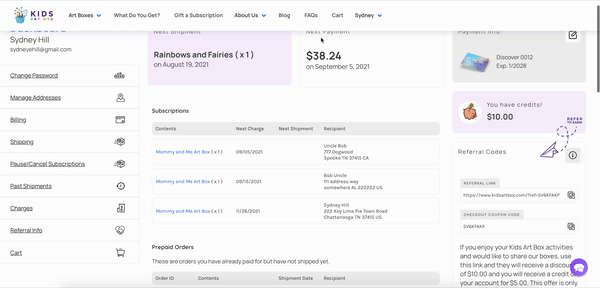 KIDS
ART BOX
Art Boxes
What Do You Get?
Gift a Subscription
About Us
Blog
FAQs
Cart
Sydney
Sydney Hill
sydneyehill@gmail.com
Change Password
Manage Addresses
Billing
Shipping
Pause/Cancel Subscriptions
Past Shipments
Charges
Referral Info
Cart
Next Shipment
Rainbows and Fairies ( x 1 )
on August 19, 2021
Next Payment
$38.24
on September 5, 2021
Subscriptions
Contents Next Charge Next Shipment Recipient
Mommy and Me Art Box ( x 1 ) 09/05/2021 Uncle Bob
777 Dogwood
Spooke TN 37415 CA
Mommy and Me Art Box ( x 1 ) 09/15/2021 Bob Uncle
111 address way
somewhere AL 222222 US
Mommy and Me Art Box ( x 1 ) 11/26/2021 Sydney Hill
222 Key Lime Pie Town Road
Chattanooga TN 37415 US
Prepaid Orders
These are orders you have already paid for but have not shipped yet.
Order ID Contents Shipment Date Recipient
Payment Info
Discover 0012
Exp. 1/2028
You have credits!
$10.00
REFER
TO EARN!
Referral Codes
REFERRAL LINK
https://www.kidsartbox.com/?ref=SV6KFAKP
CHECKOUT COUPON CODE
SV6KFAKP
If you enjoy your Kids Art Box activities
and would like to share our boxes, use
this link and they will receive a discount
of $10.00 and you will receive a credit on
your account for $5.00. This offer is only